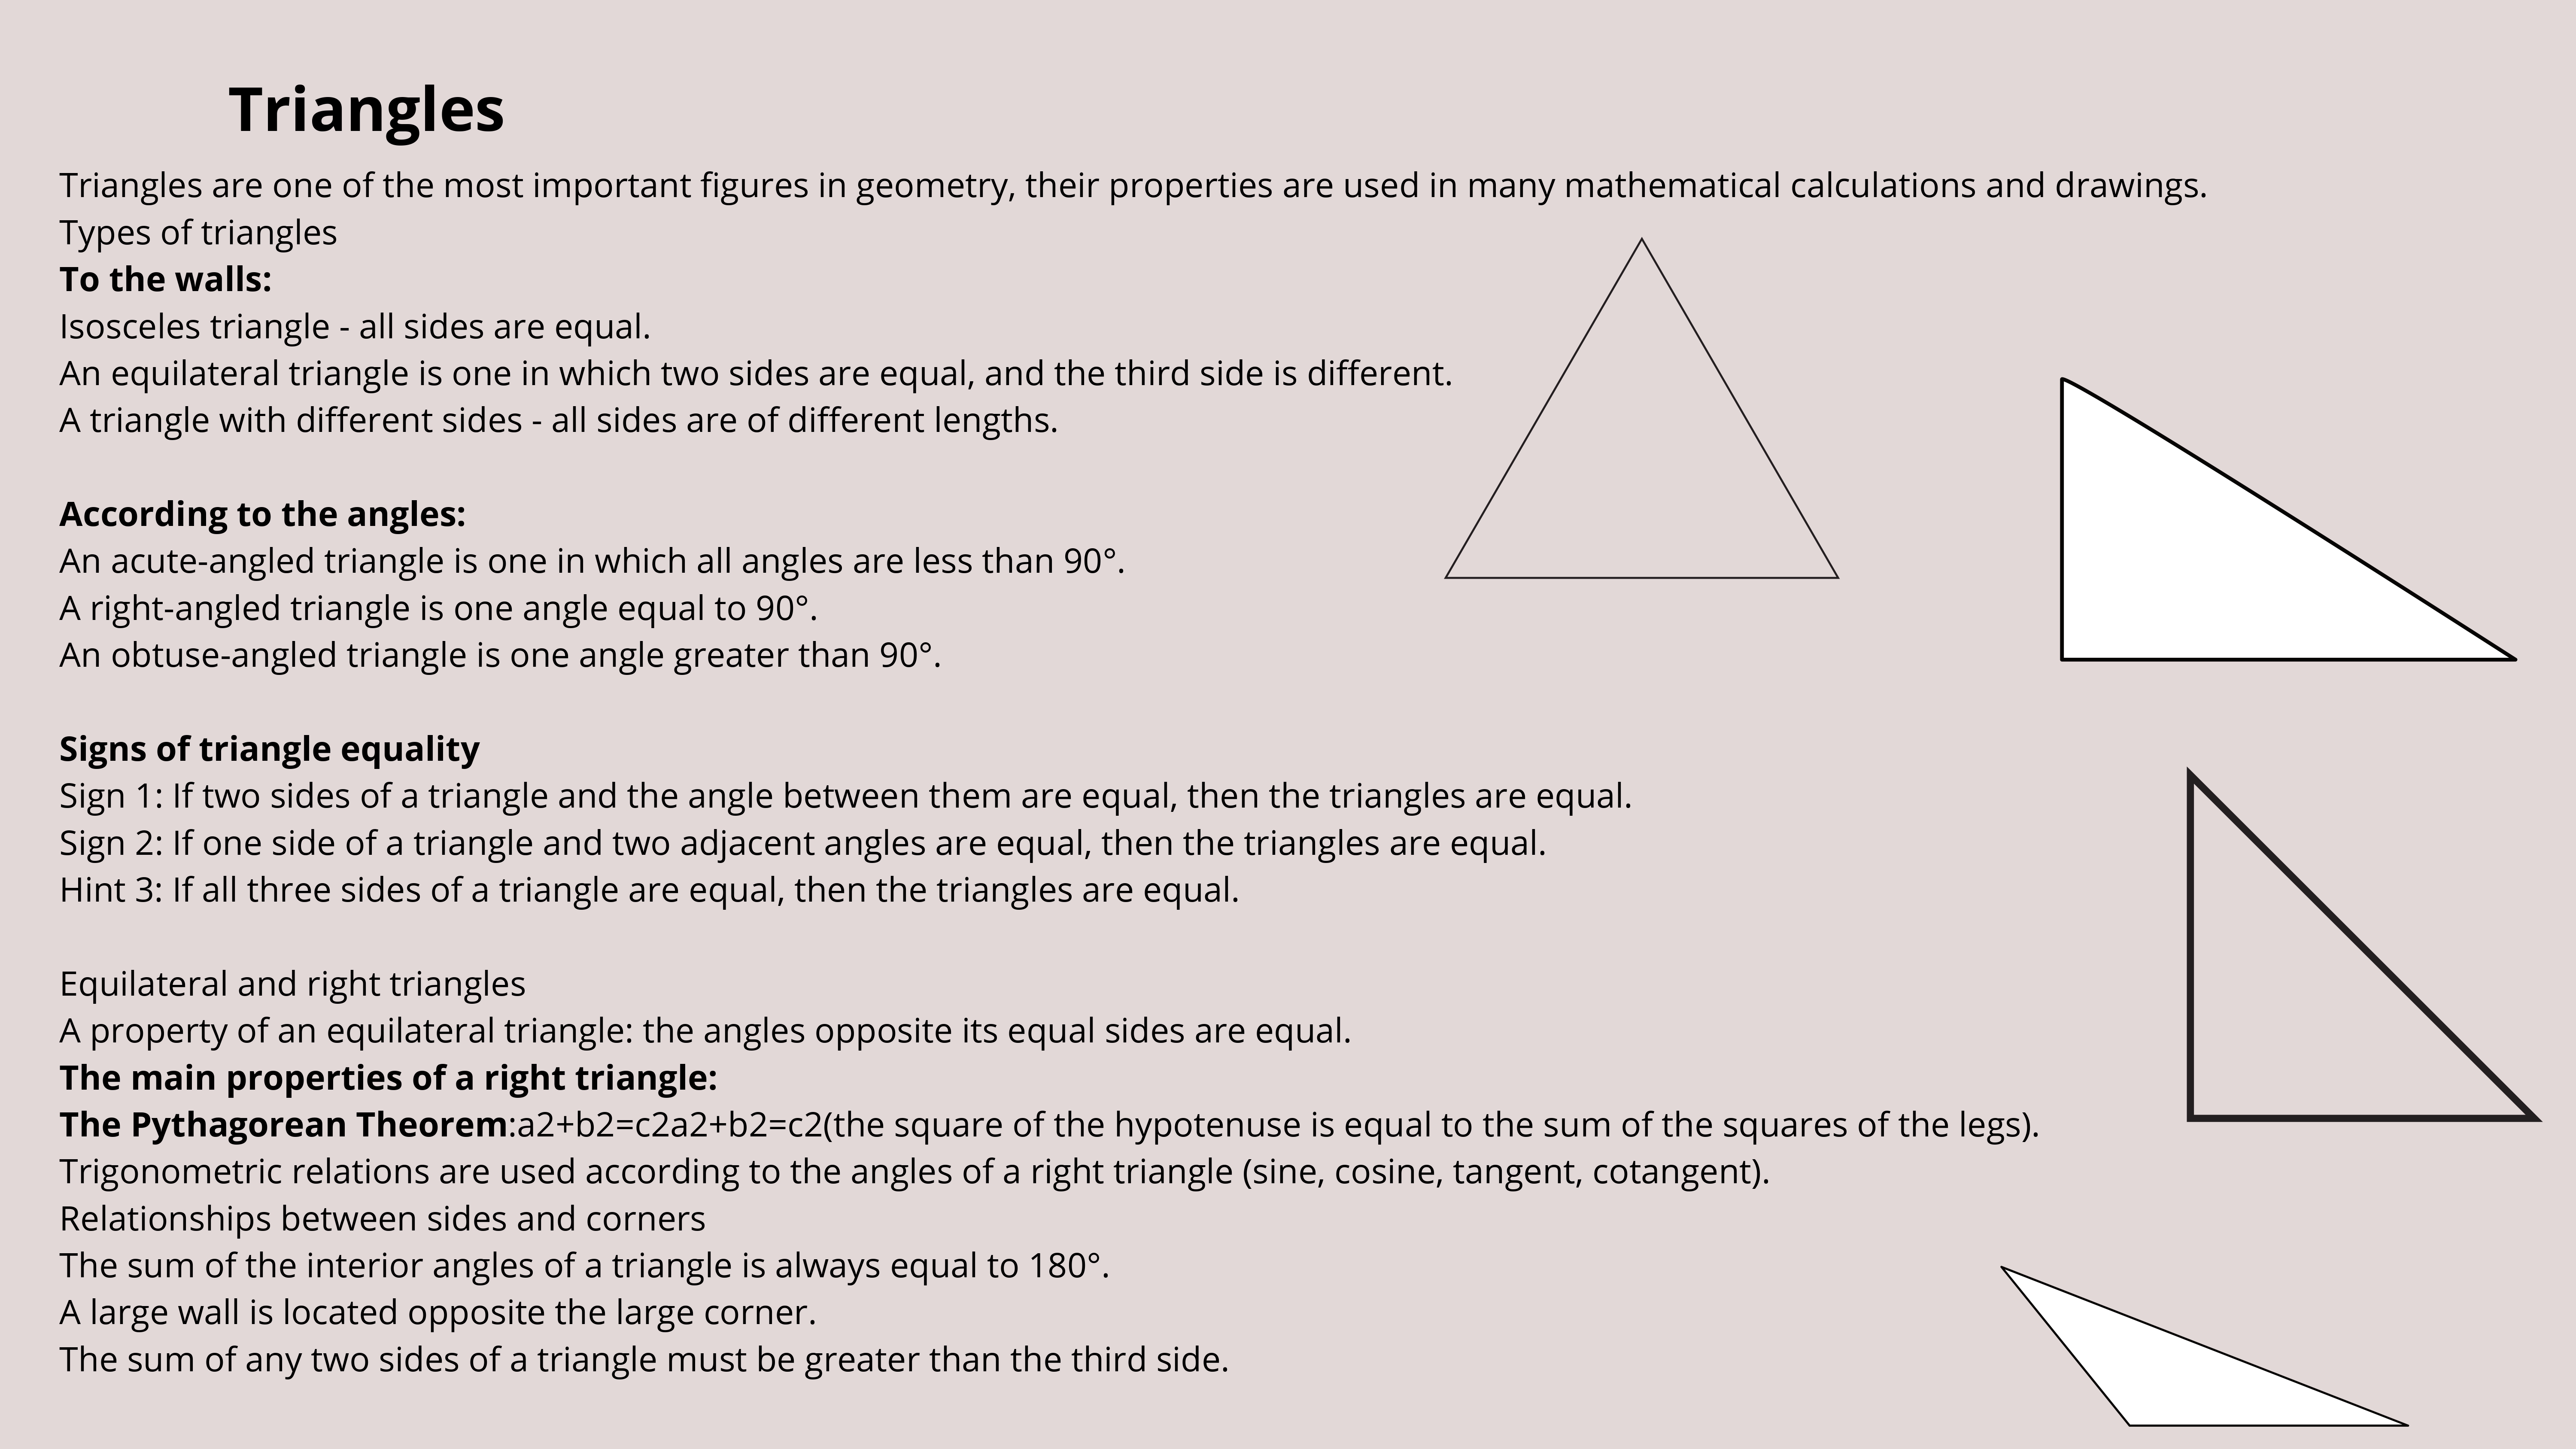 Triangles
Triangles are one of the most important figures in geometry, their properties are used in many mathematical calculations and drawings.
Types of triangles
To the walls:
Isosceles triangle - all sides are equal.
An equilateral triangle is one in which two sides are equal, and the third side is different.
A triangle with different sides - all sides are of different lengths.
According to the angles:
An acute-angled triangle is one in which all angles are less than 90°.
A right-angled triangle is one angle equal to 90°.
An obtuse-angled triangle is one angle greater than 90°.
Signs of triangle equality
Sign 1: If two sides of a triangle and the angle between them are equal, then the triangles are equal.
Sign 2: If one side of a triangle and two adjacent angles are equal, then the triangles are equal.
Hint 3: If all three sides of a triangle are equal, then the triangles are equal.
Equilateral and right triangles
A property of an equilateral triangle: the angles opposite its equal sides are equal.
The main properties of a right triangle:
The Pythagorean Theorem:a2+b2=c2a2+b2=c2(the square of the hypotenuse is equal to the sum of the squares of the legs).
Trigonometric relations are used according to the angles of a right triangle (sine, cosine, tangent, cotangent).
Relationships between sides and corners
The sum of the interior angles of a triangle is always equal to 180°.
A large wall is located opposite the large corner.
The sum of any two sides of a triangle must be greater than the third side.